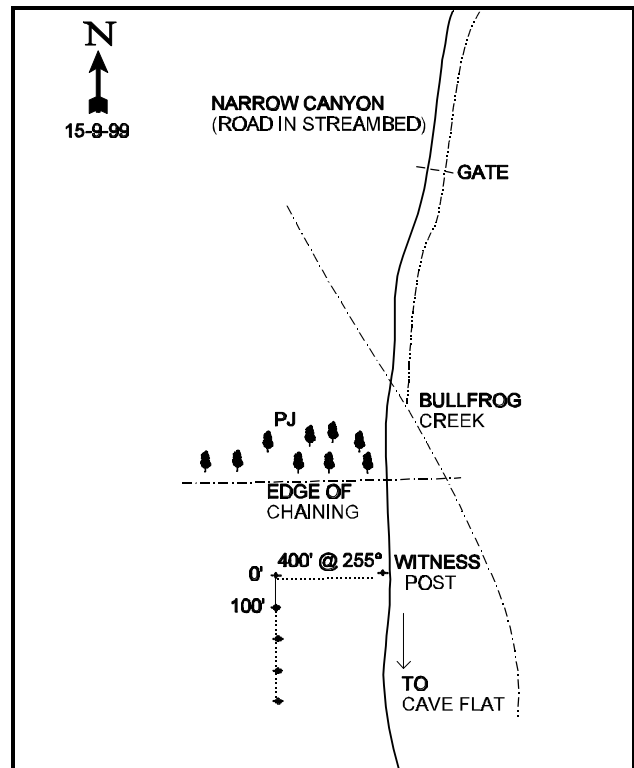 N
15-9-99
NARROW CANYON
(ROAD IN STREAMBED)
GATE
BULLFROG
CREEK
PJ
EDGE OF
CHAINING
400' @ 255°
0'
WITNESS
POST
100'
TO
CAVE FLAT